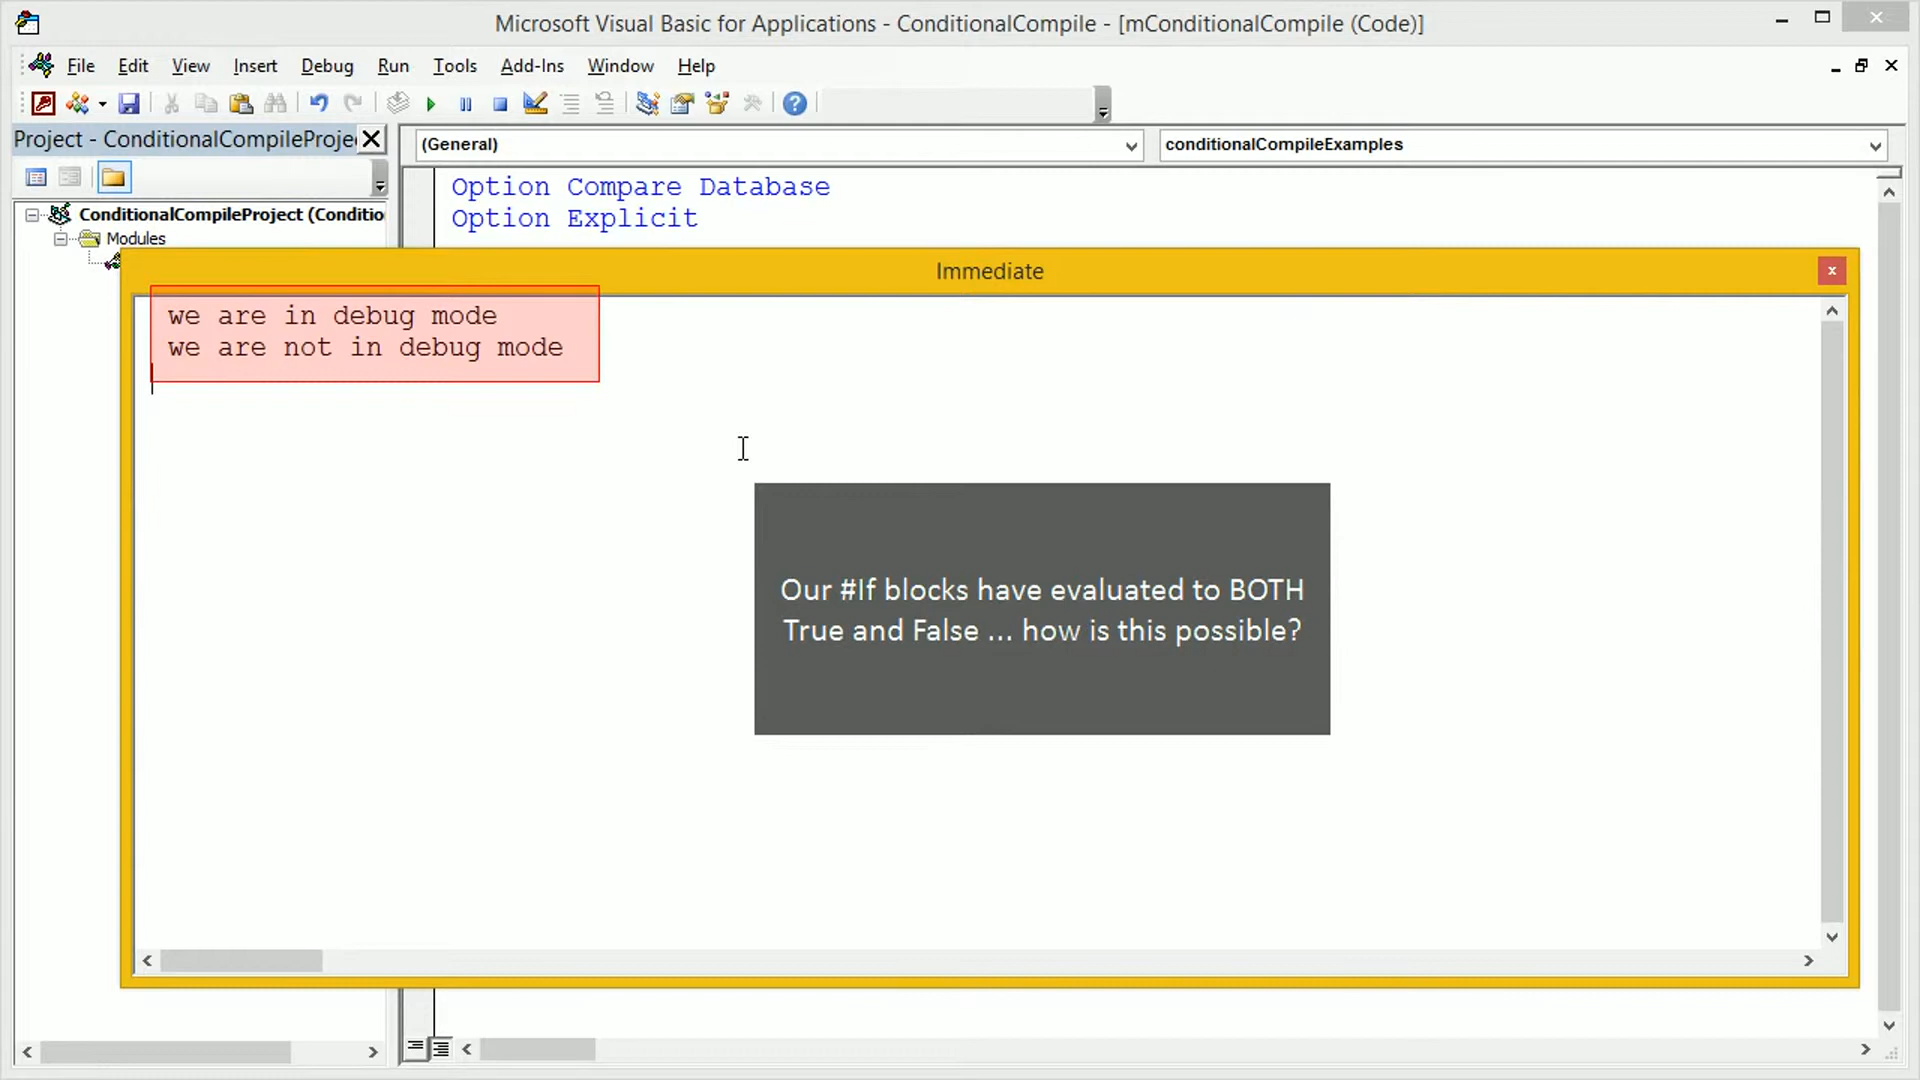 Microsoft Visual Basic for Applications - ConditionalCompile - [mConditionalCompile (Code)]
File Edit View Insert Debug Run Tools Add-Ins Window Help
Project - ConditionalCompileProje
(General)
conditionalCompileExamples
Option Compare Database
Option Explicit
ConditionalCompileProject (Conditio
Modules
Immediate
we are in debug mode
we are not in debug mode
Our #If blocks have evaluated to BOTH
True and False ... how is this possible?